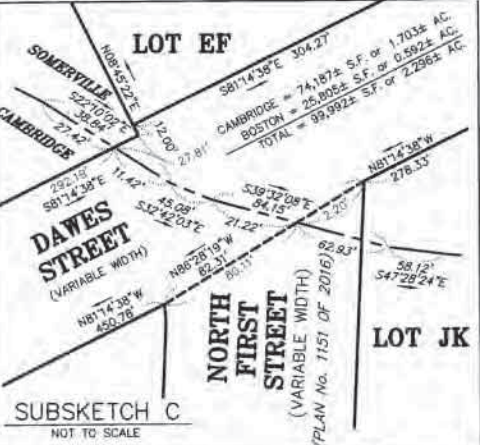 LOT EF
SOMERVILLE
CAMBRIDGE
N08°45'22"E
S81°14'38"E 304.27'
CAMBRIDGE = 74,187± S.F. or 1.703± AC.
BOSTON = 25,805± S.F. or 0.592± AC.
TOTAL = 99,992± S.F. or 2.296± AC.
S22°10'02"E
38.64'
27.42'
12.00'
27.81'
292.19'
S81°14'38"E
11.42'
45.08'
S32°42'03"E
S39°32'08"E
84.15'
21.22'
2.20'
N81°14'38"W
278.33'
62.93'
58.12'
S47°28'24"E
DAWES
STREET
(VARIABLE WIDTH)
N86°28'19"W
82.31'
N81°14'38"W
450.78'
NORTH
FIRST
STREET
(VARIABLE WIDTH)
(PLAN No. 1151 OF 2016)
LOT JK
SUBSKETCH C
NOT TO SCALE